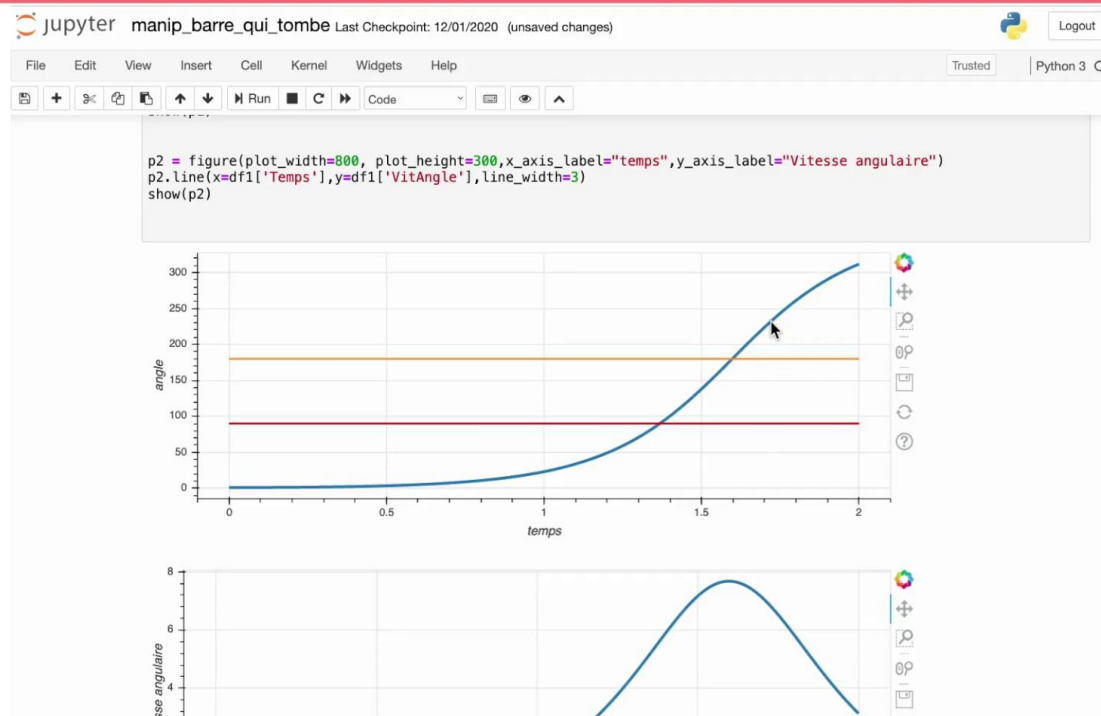 jupyter manip_barre_qui_tombe Last Checkpoint: 12/01/2020 (unsaved changes) Logout
File Edit View Insert Cell Kernel Widgets Help Trusted Python 3
Run Code
p2 = figure(plot_width=800, plot_height=300,x_axis_label="temps",y_axis_label="Vitesse angulaire")
p2.line(x=df1['Temps'],y=df1['VitAngle'],line_width=3)
show(p2)
300
250
200
150
100
50
0
angle
0 0.5 1 1.5 2
temps
8
6
4
angulaire